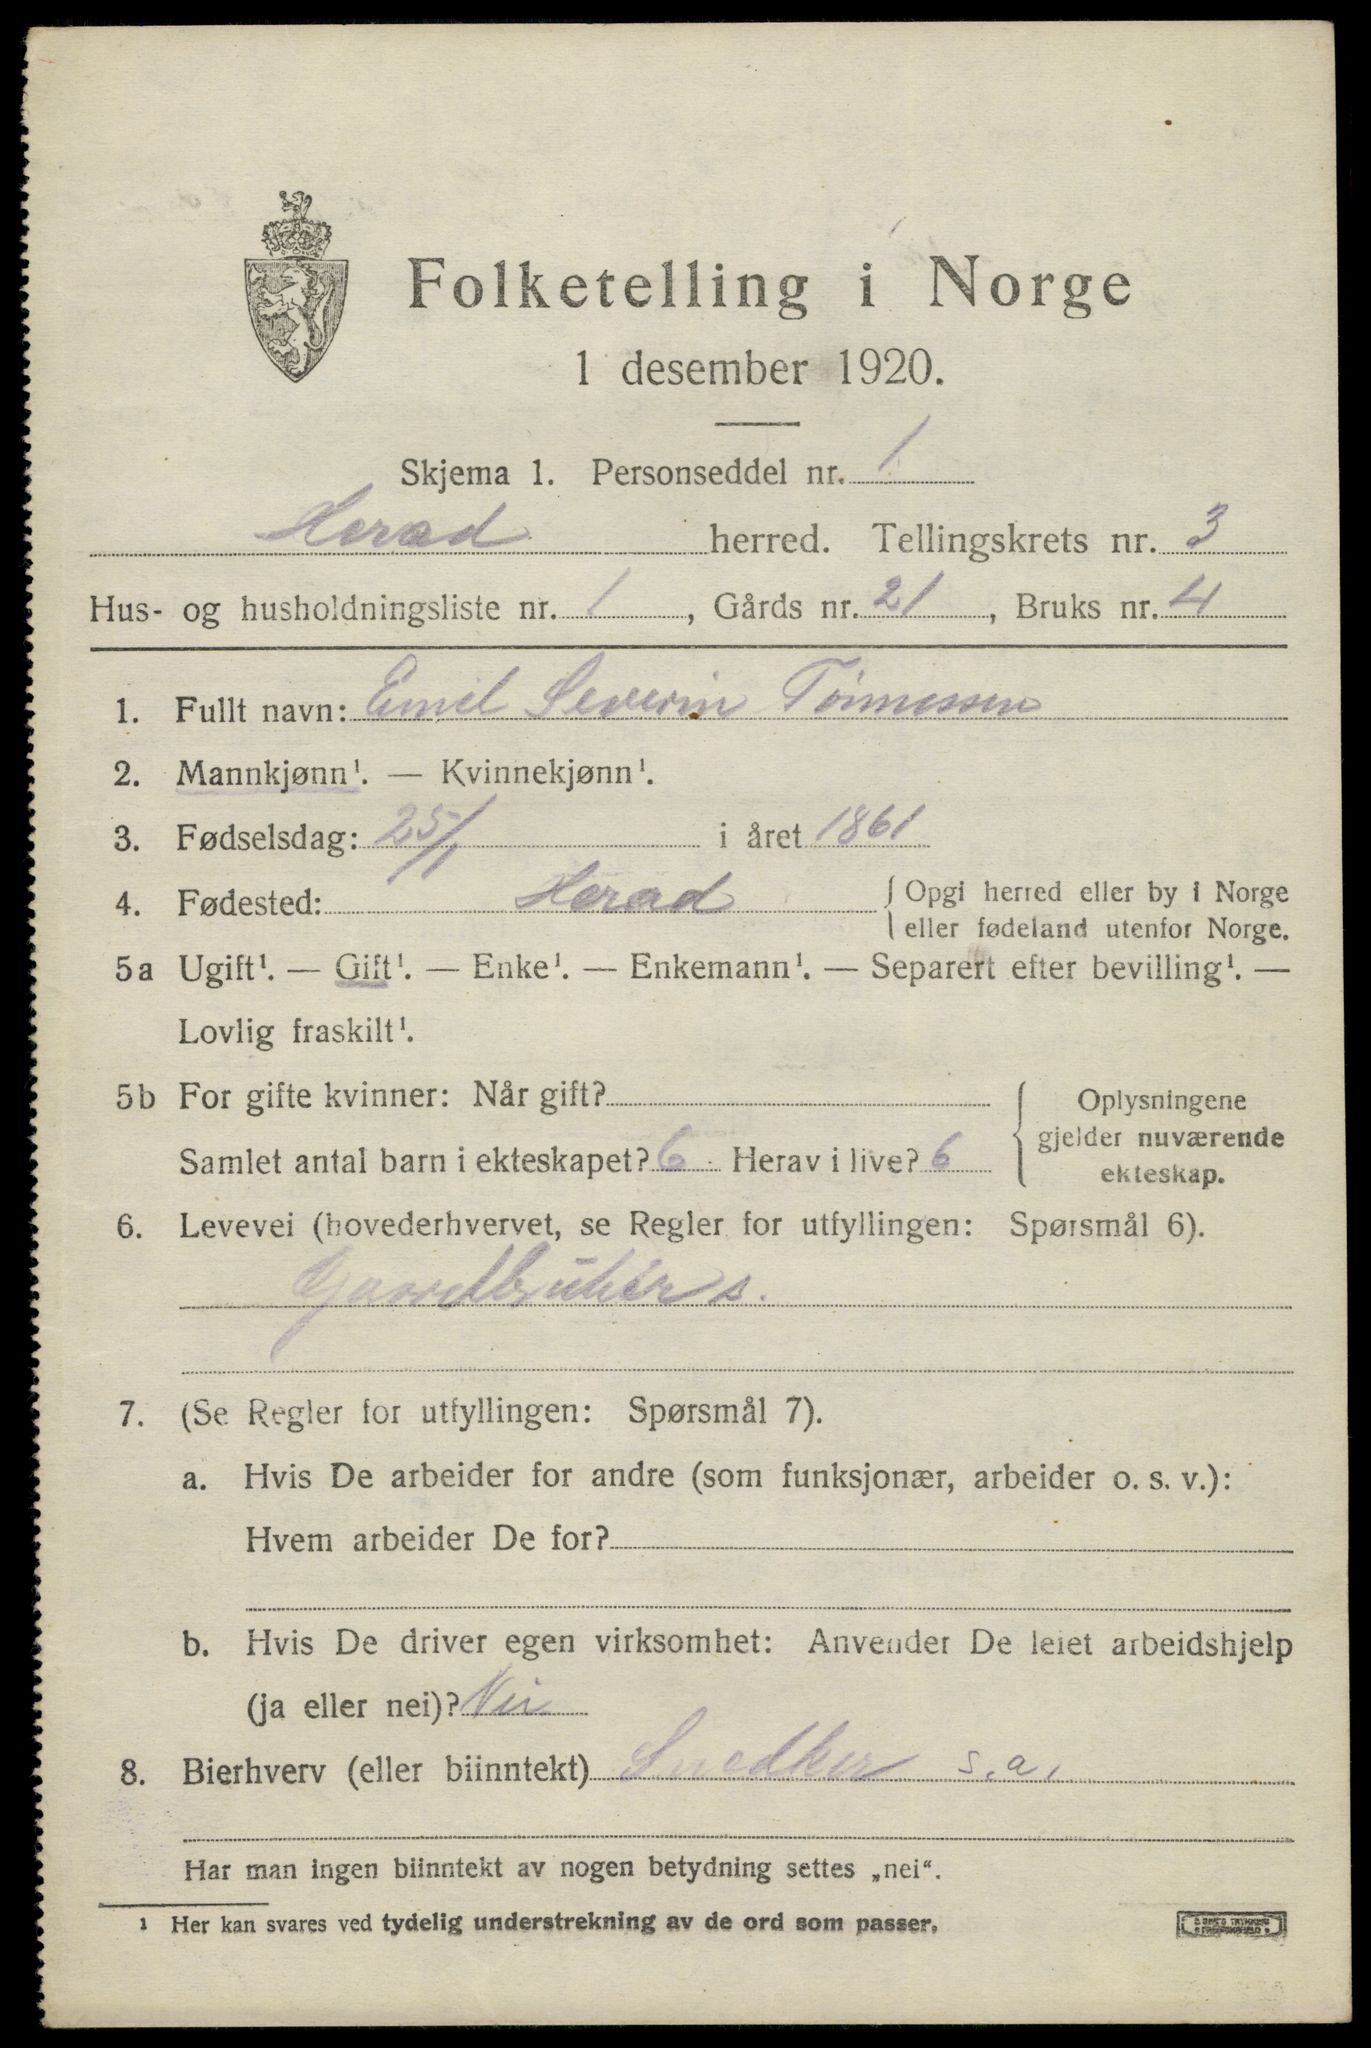 Folketelling i Norge
1 desember 1920.
Skjema 1. Personseddel nr. 1
Herad herred. Tellingskrets nr. 3
Hus- og husholdningsliste nr. 1, Gårds nr. 21, Bruks nr. 4
1. Fullt navn: Emil Severin Tönnessen
2. Mannkjønn¹. — Kvinnekjønn¹.
3. Fødselsdag: 25/1 i året 1861
4. Fødested: Herad { Opgi herred eller by i Norge
eller fødeland utenfor Norge.
5a Ugift¹. — Gift¹. — Enke¹. — Enkemann¹. — Separert efter bevilling¹. —
Lovlig fraskilt¹.
5b For gifte kvinner: Når gift?
Samlet antal barn i ekteskapet? 6 Herav i live? 6
{ Oplysningene
gjelder nuværende
ekteskap.
6. Levevei (hovederhvervet, se Regler for utfyllingen: Spørsmål 6).
Gaardbruker s.
7. (Se Regler for utfyllingen: Spørsmål 7).
a. Hvis De arbeider for andre (som funksjonær, arbeider o. s. v.):
Hvem arbeider De for?
b. Hvis De driver egen virksomhet: Anvender De leiet arbeidshjelp
(ja eller nei)? Nei
8. Bierhverv (eller biinntekt) Snedker s.a.
Har man ingen biinntekt av nogen betydning settes „nei“.
¹ Her kan svares ved tydelig understrekning av de ord som passer.